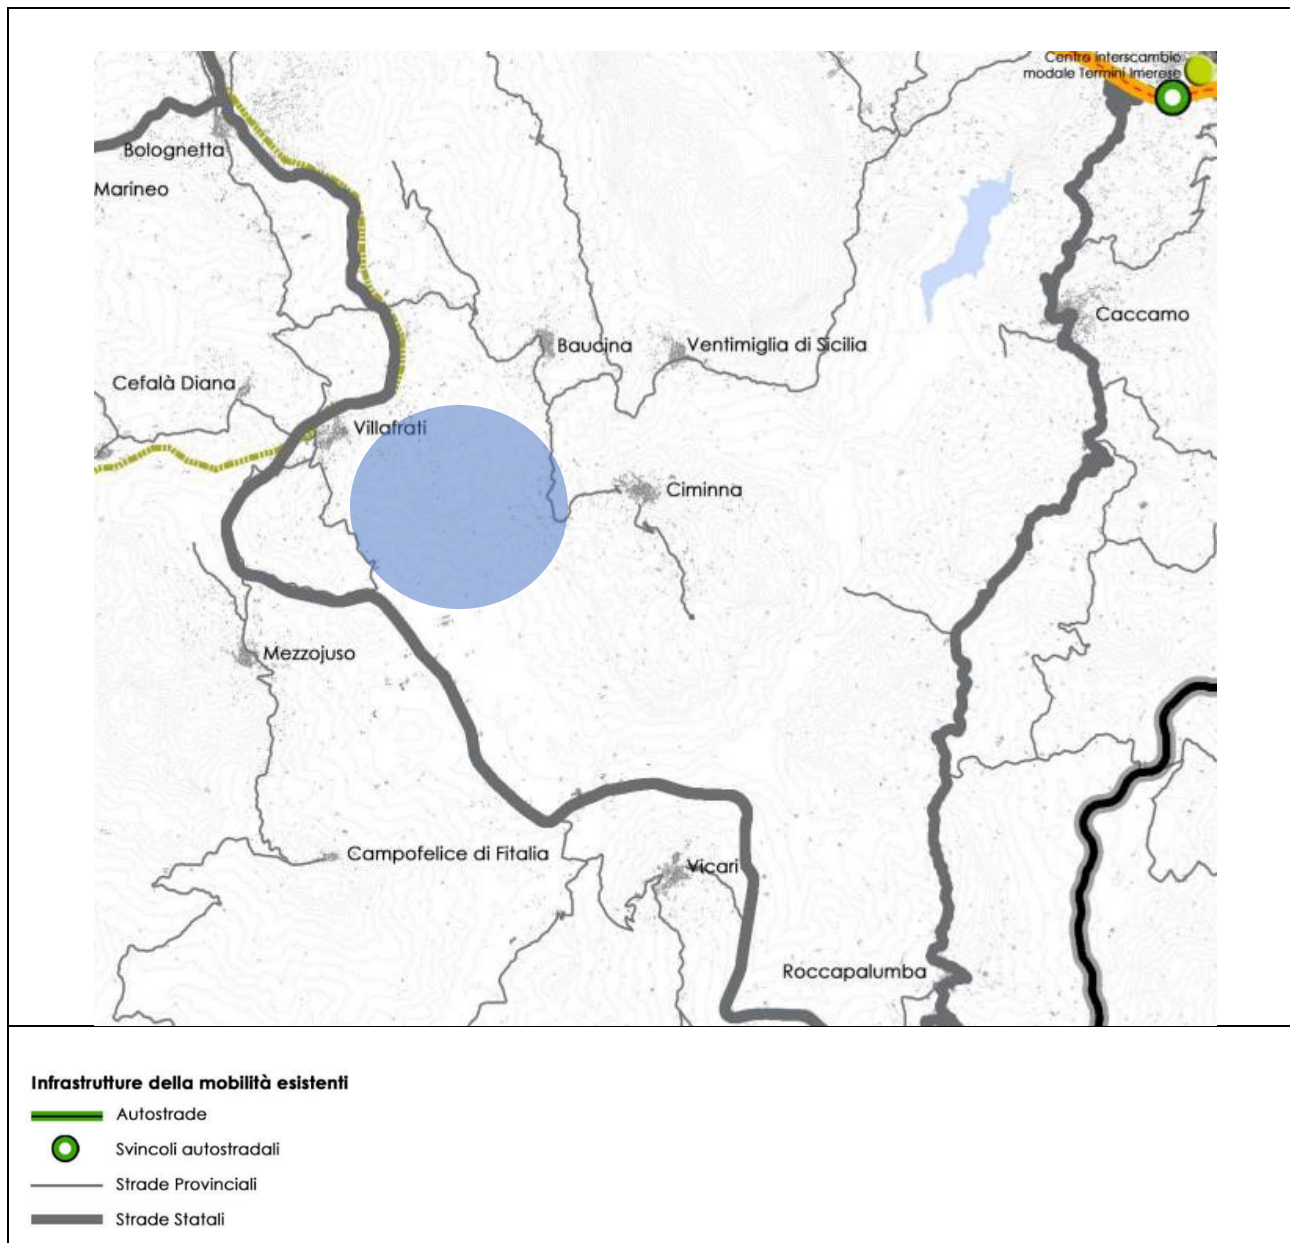 Centro interscambio
modale Termini Imerese
Bolognetta
Marineo
Caccamo
Baucina
Ventimiglia di Sicilia
Cefalà Diana
Villafrati
Ciminna
Mezzojuso
Campofelice di Fitalia
Vicari
Roccapalumba
Infrastrutture della mobilità esistenti
Autostrade
Svincoli autostradali
Strade Provinciali
Strade Statali